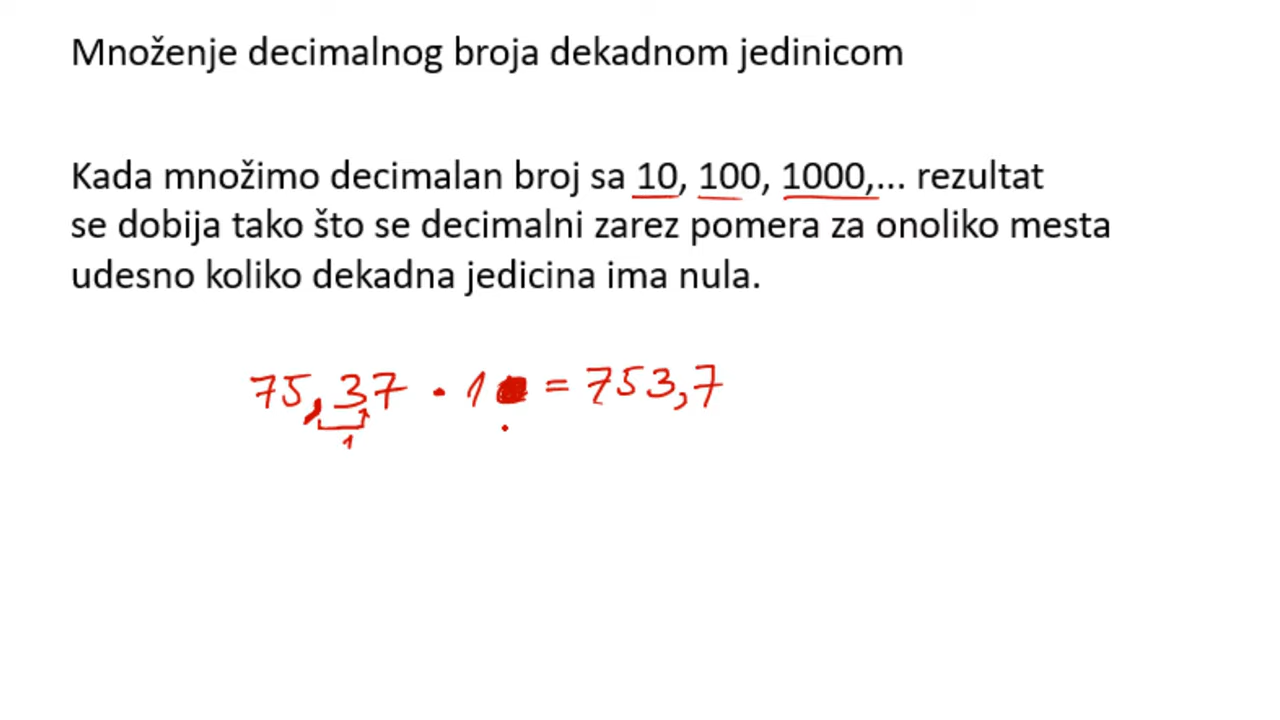 Množenje decimalnog broja dekadnom jedinicom
Kada množimo decimalan broj sa 10, 100, 1000,... rezultat
se dobija tako što se decimalni zarez pomera za onoliko mesta
udesno koliko dekadna jedicina ima nula.
75,37 · 1 = 753,7
1